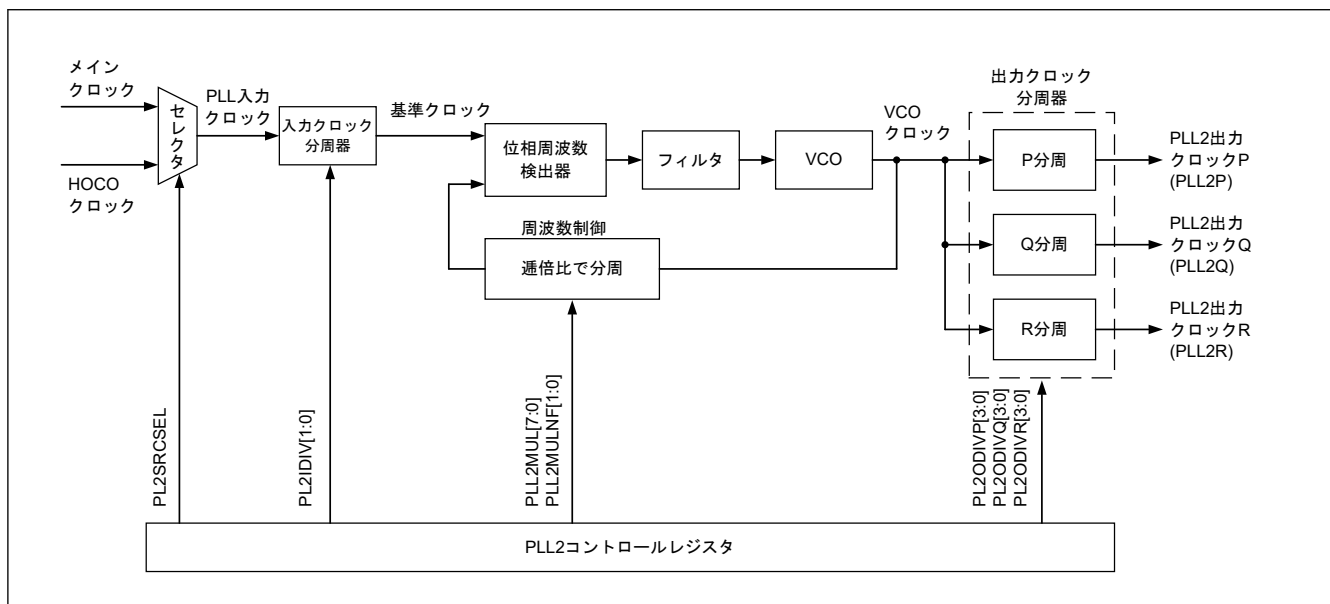 メイン
クロック
HOCO
クロック
セレクタ
PLL入力
クロック
入力クロック
分周器
基準クロック
位相周波数
検出器
フィルタ
VCO
VCO
クロック
周波数制御
逓倍比で分周
出力クロック
分周器
P分周
Q分周
R分周
PLL2出力
クロックP
(PLL2P)
PLL2出力
クロックQ
(PLL2Q)
PLL2出力
クロックR
(PLL2R)
PL2SRCSEL
PL2IDIV[1:0]
PLL2MUL[7:0]
PLL2MULNF[1:0]
PL2ODIVP[3:0]
PL2ODIVQ[3:0]
PL2ODIVR[3:0]
PLL2コントロールレジスタ